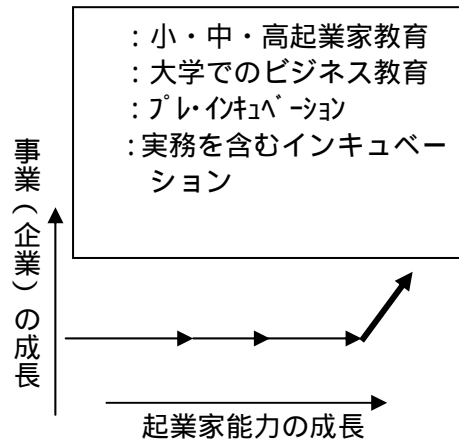 ：小・中・高起業家教育
：大学でのビジネス教育
：ﾌﾟﾚ・ｲﾝｷｭﾍﾞｰｼｮﾝ
：実務を含むインキュベー
ション
事業（企業）の成長
起業家能力の成長